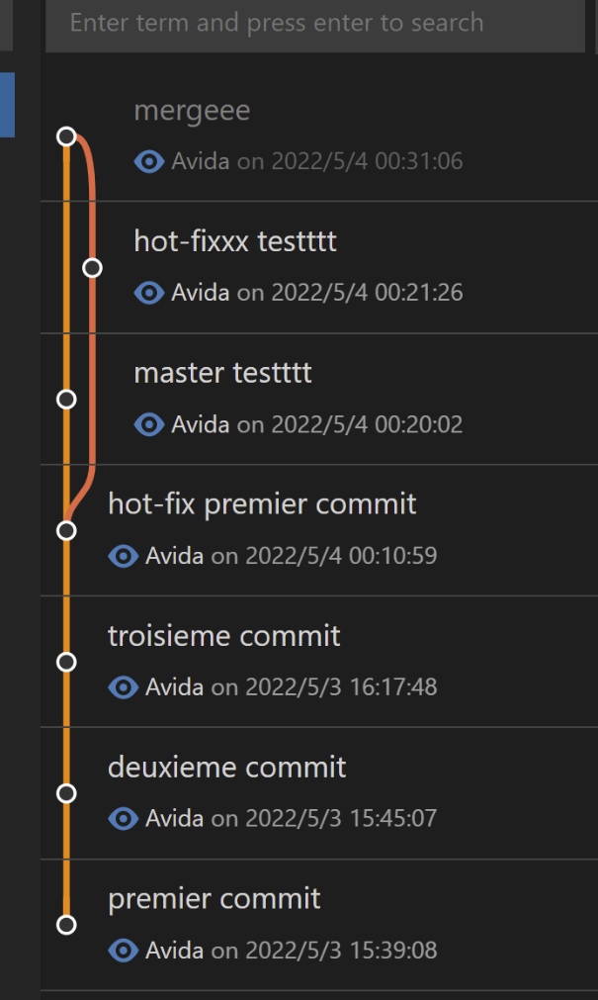 Enter term and press enter to search
mergeee
Avida on 2022/5/4 00:31:06
hot-fixxx testttt
Avida on 2022/5/4 00:21:26
master testttt
Avida on 2022/5/4 00:20:02
hot-fix premier commit
Avida on 2022/5/4 00:10:59
troisieme commit
Avida on 2022/5/3 16:17:48
deuxieme commit
Avida on 2022/5/3 15:45:07
premier commit
Avida on 2022/5/3 15:39:08